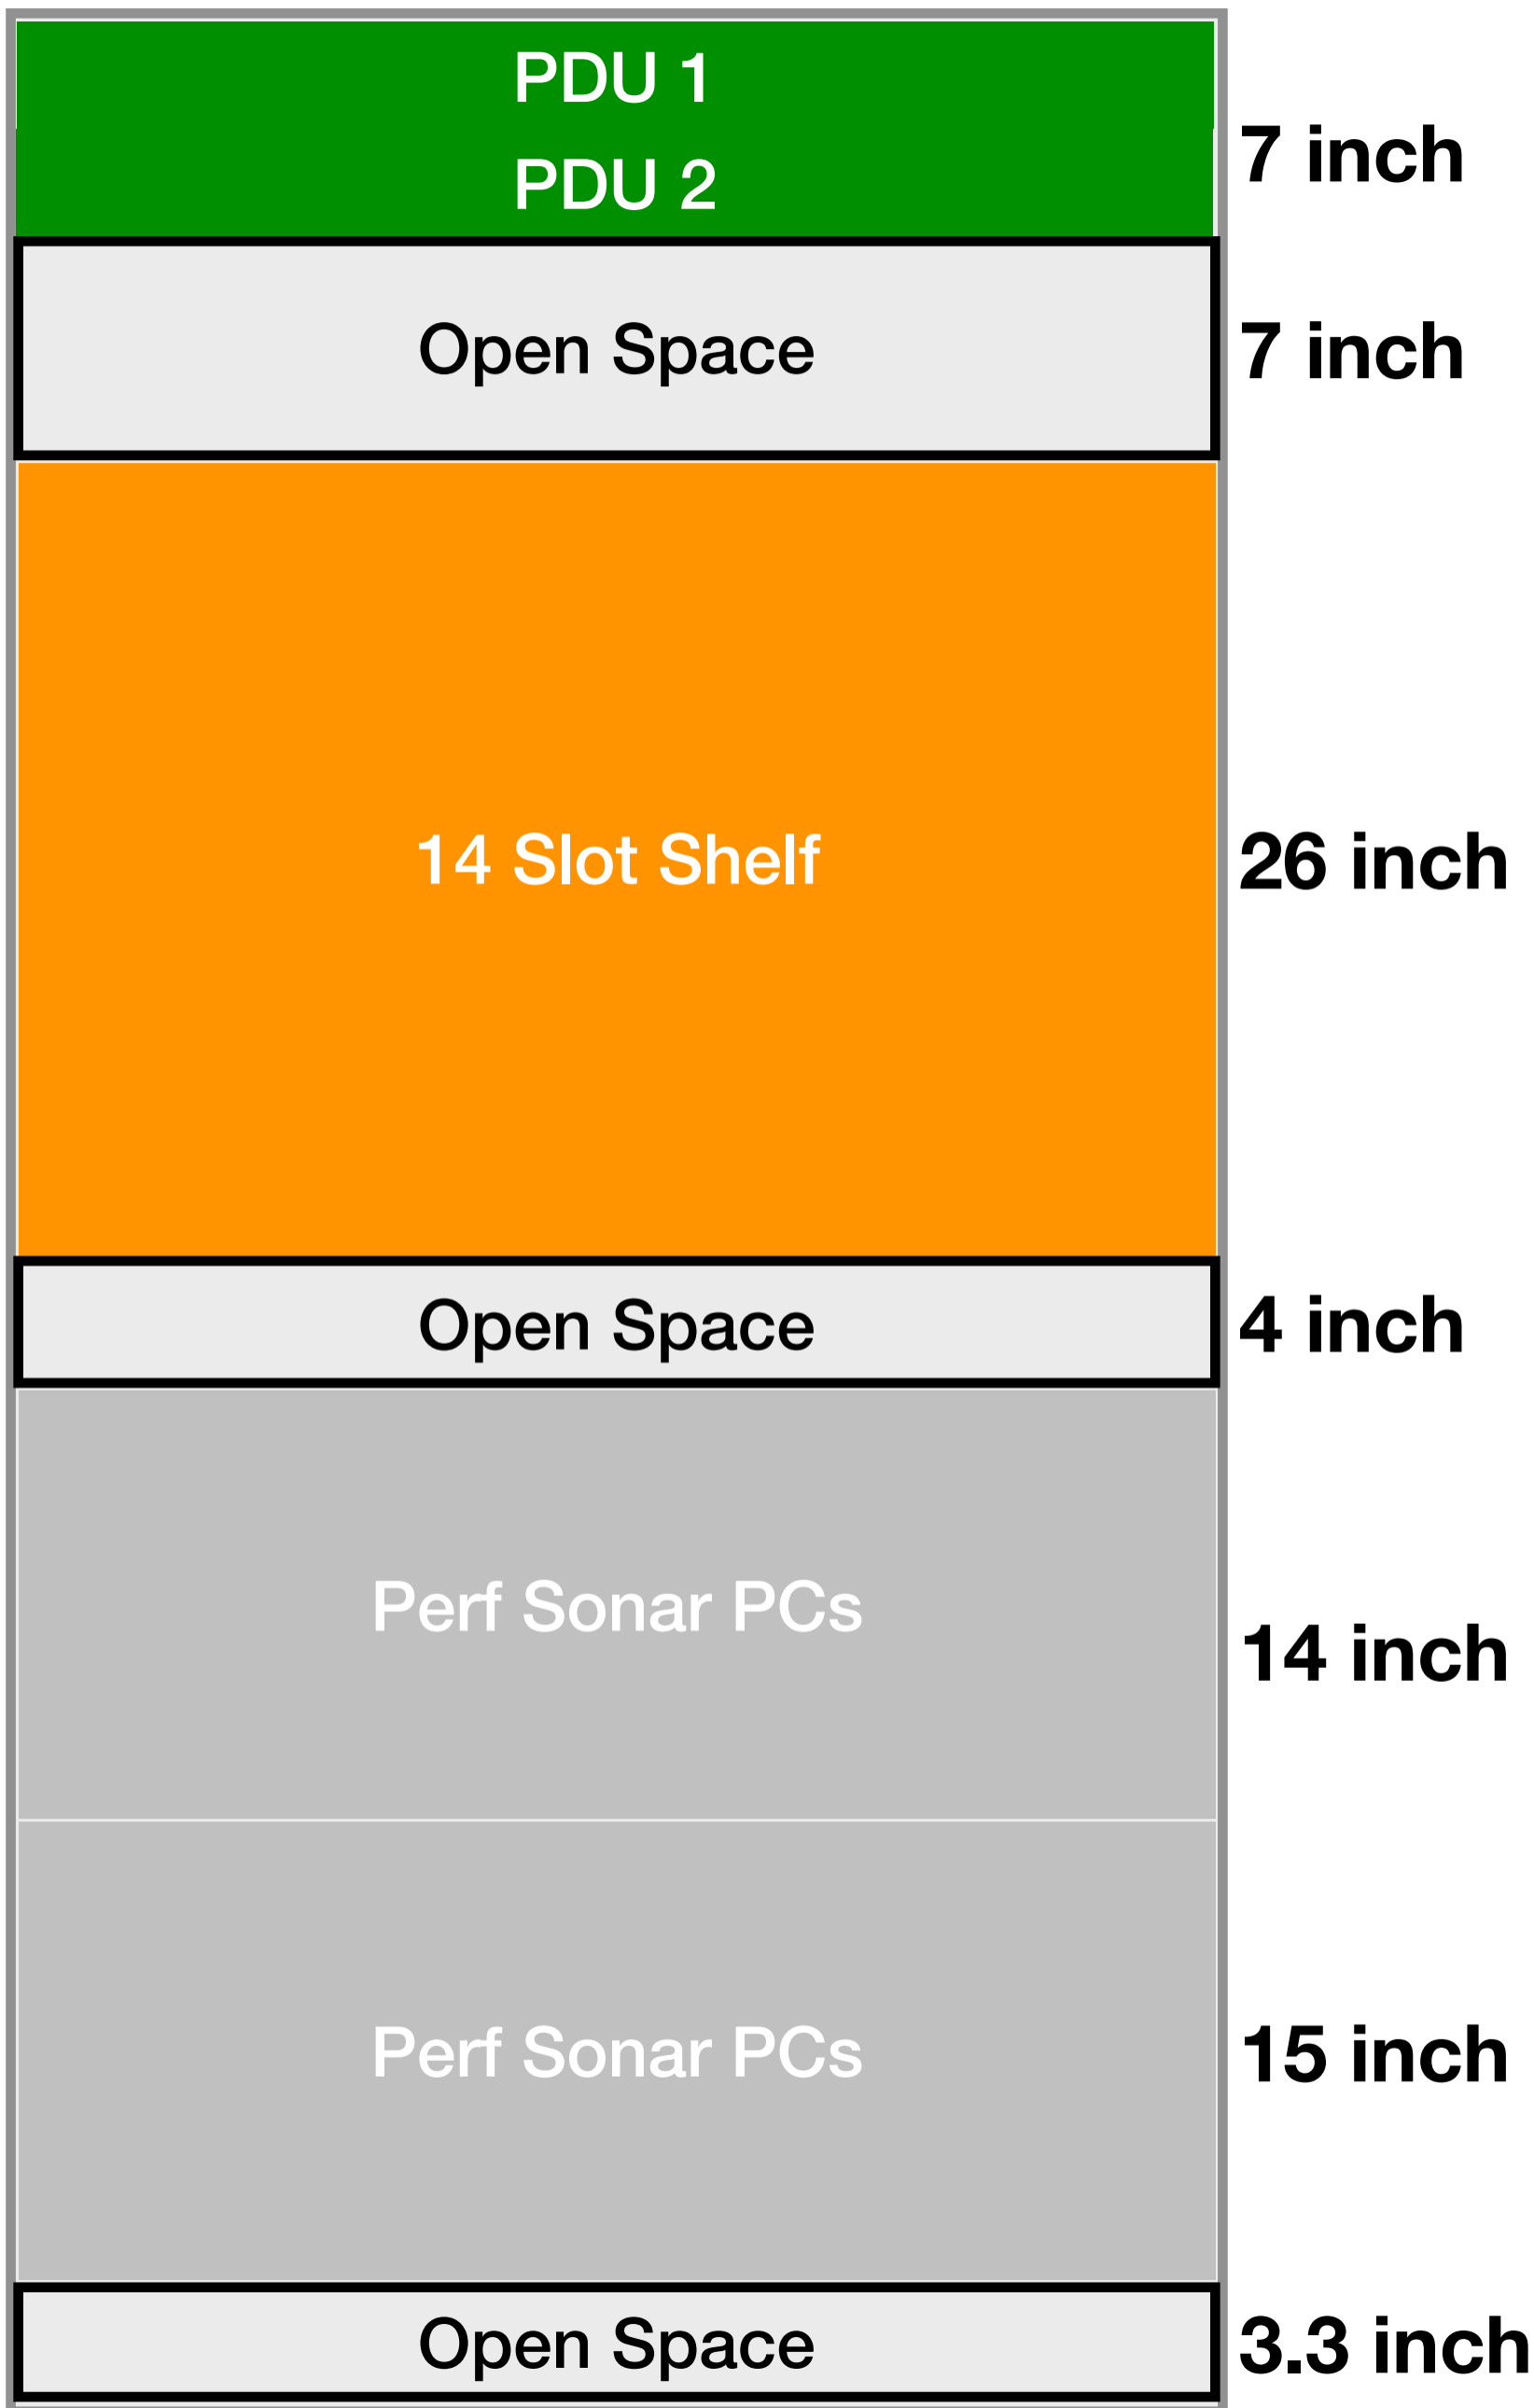 PDU 1
7 inch
PDU 2
Open Space
7 inch
14 Slot Shelf
26 inch
Open Space
4 inch
Perf Sonar PCs
14 inch
Perf Sonar PCs
15 inch
Open Space
3.3 inch